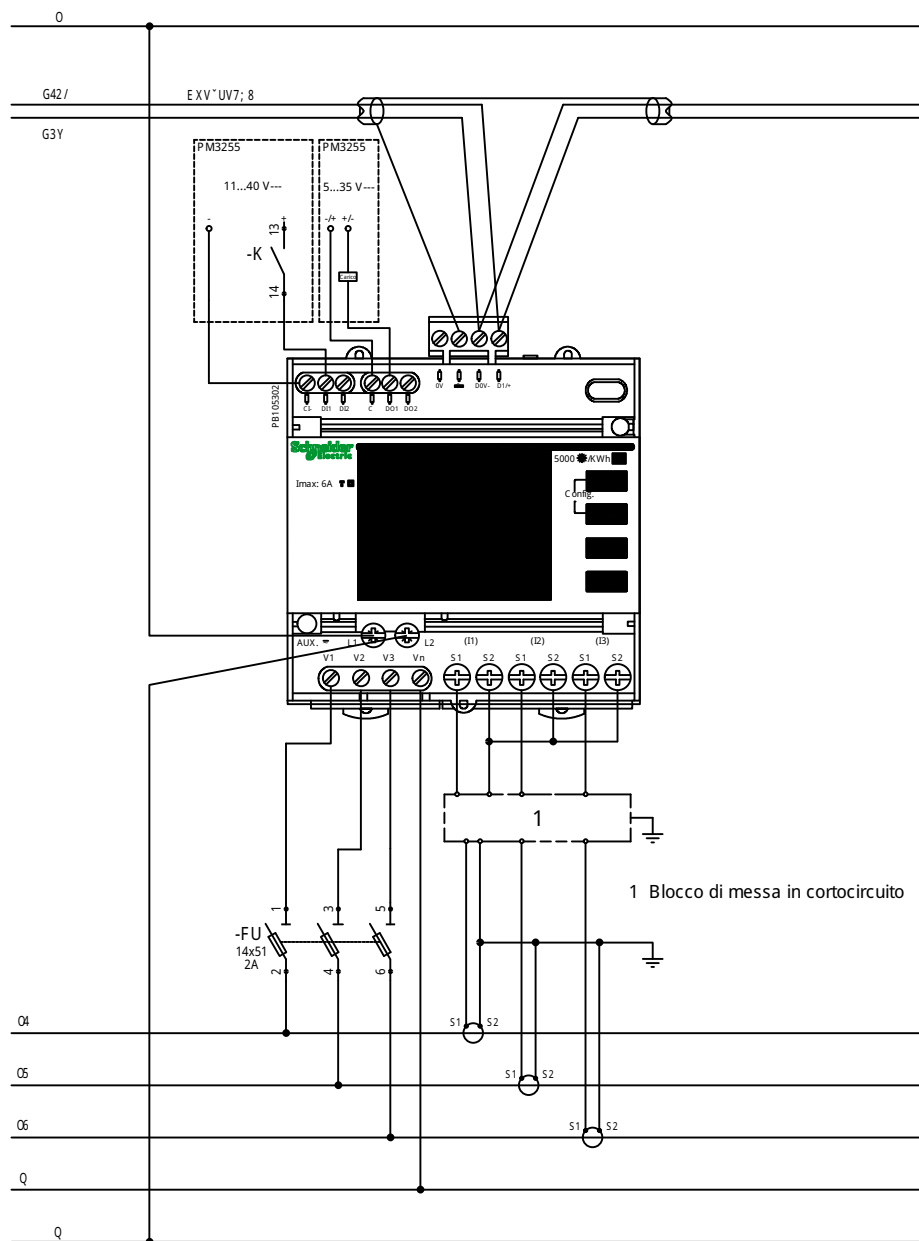 O
G42/
EXVˇUV7; 8
G3Y
PM3255
PM3255
11...40 V---
5...35 V---
-
+
-/+
+/-
13
-K
14
Carico
PB105302
0V
D0V-
D1/+
CI-
DI1
DI2
C
DO1
DO2
Schneider
Electric
5000
/KWh
Imax: 6A
Config.
AUX.
L1
L2
(I1)
(I2)
(I3)
V1
V2
V3
Vn
S1
S2
S1
S2
S1
S2
1
1 Blocco di messa in cortocircuito
1
3
5
-FU
14x51
2A
2
4
6
O4
S1
S2
O5
S1
S2
O6
S1
S2
Q
Q